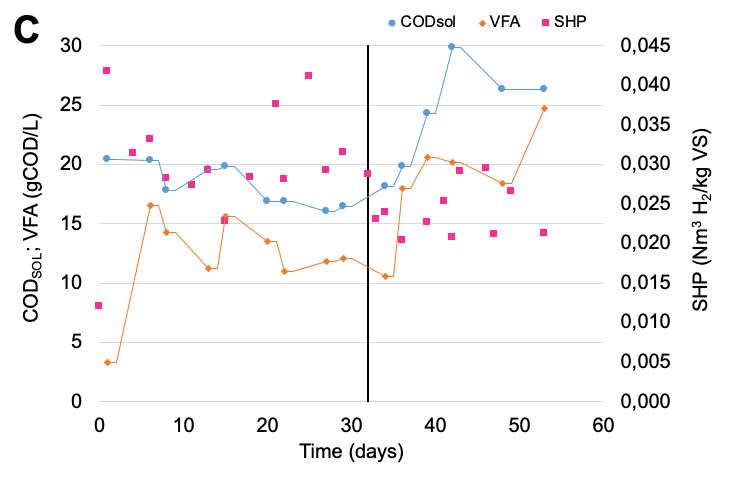 C
CODsol VFA SHP
30
25
20
15
10
5
0
0,045
0,040
0,035
0,030
0,025
0,020
0,015
0,010
0,005
0,000
0 10 20 30 40 50 60
Time (days)
COD_SOL; VFA (gCOD/L)
SHP (Nm³ H₂/kg VS)